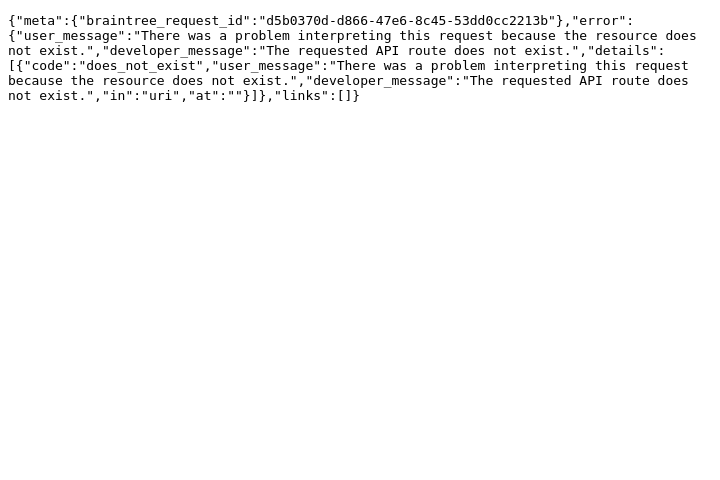 {"meta":{"braintree_request_id":"d5b0370d-d866-47e6-8c45-53dd0cc2213b"},"error":
{"user_message":"There was a problem interpreting this request because the resource does
not exist.","developer_message":"The requested API route does not exist.","details":
[{"code":"does_not_exist","user_message":"There was a problem interpreting this request
because the resource does not exist.","developer_message":"The requested API route does
not exist.","in":"uri","at":""}]},"links":[]}